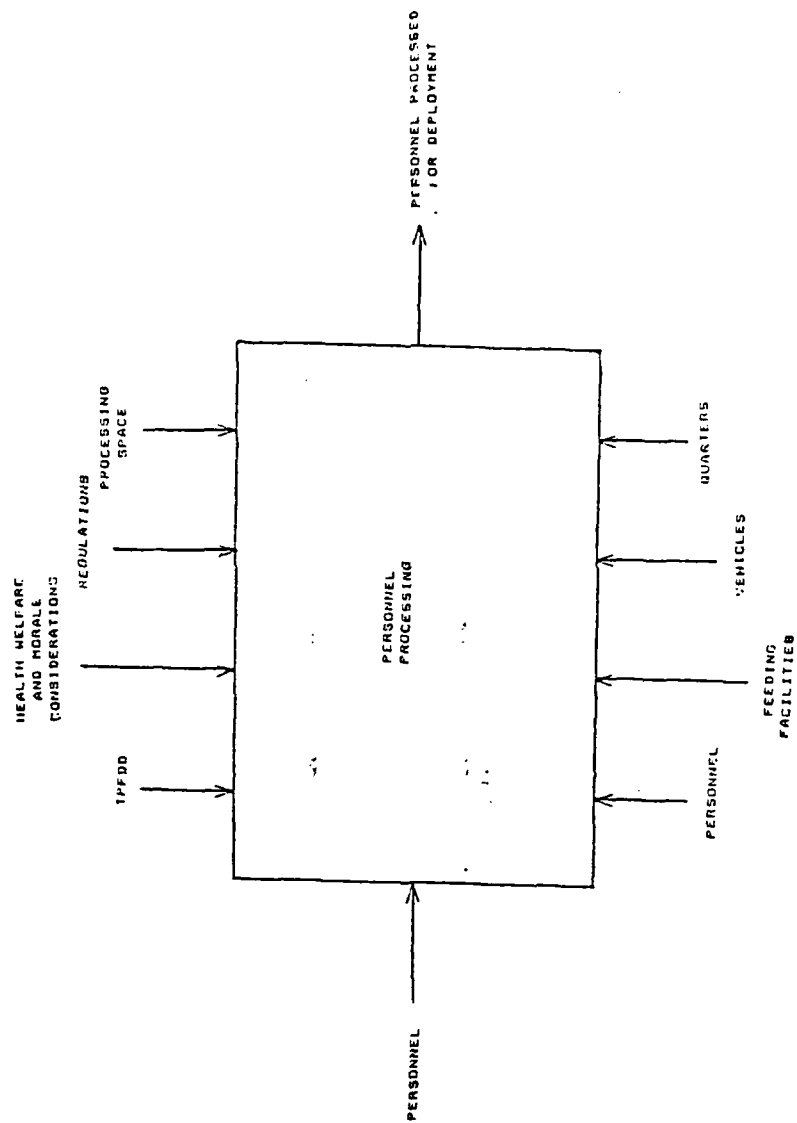 HEALTH WELFARE
AND MORALE
CONSIDERATIONS
TPFDD
REGULATIONS
PROCESSING
SPACE
PERSONNEL
PERSONNEL
PROCESSING
PERSONNEL PROCESSED
FOR DEPLOYMENT
PERSONNEL
FEEDING
FACILITIES
VEHICLES
QUARTERS